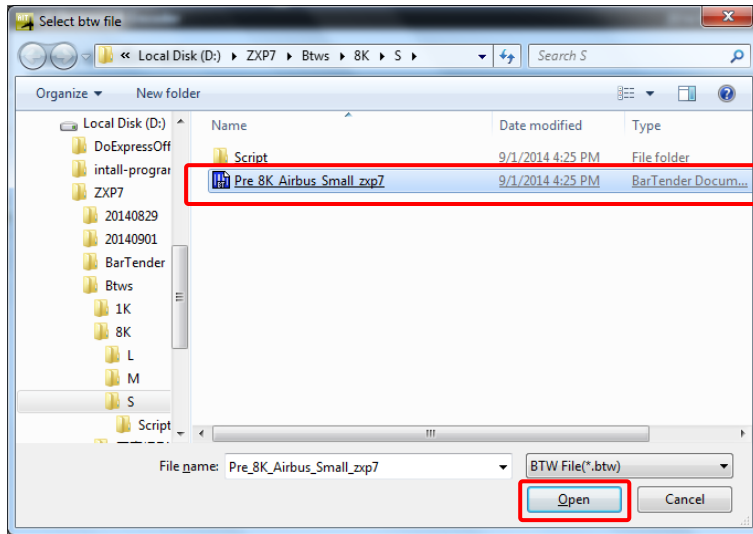 Select btw file
« Local Disk (D:) ▸ ZXP7 ▸ Btws ▸ 8K ▸ S ▸
Search S
Organize New folder
Name Date modified Type
Script 9/1/2014 4:25 PM File folder
Pre_8K_Airbus_Small_zxp7 9/1/2014 4:25 PM BarTender Docum...
Local Disk (D:)
DoExpressOff
intall-prograr
ZXP7
20140829
20140901
BarTender
Btws
1K
8K
L
M
S
Script
File name: Pre_8K_Airbus_Small_zxp7 BTW File(*.btw)
Open Cancel